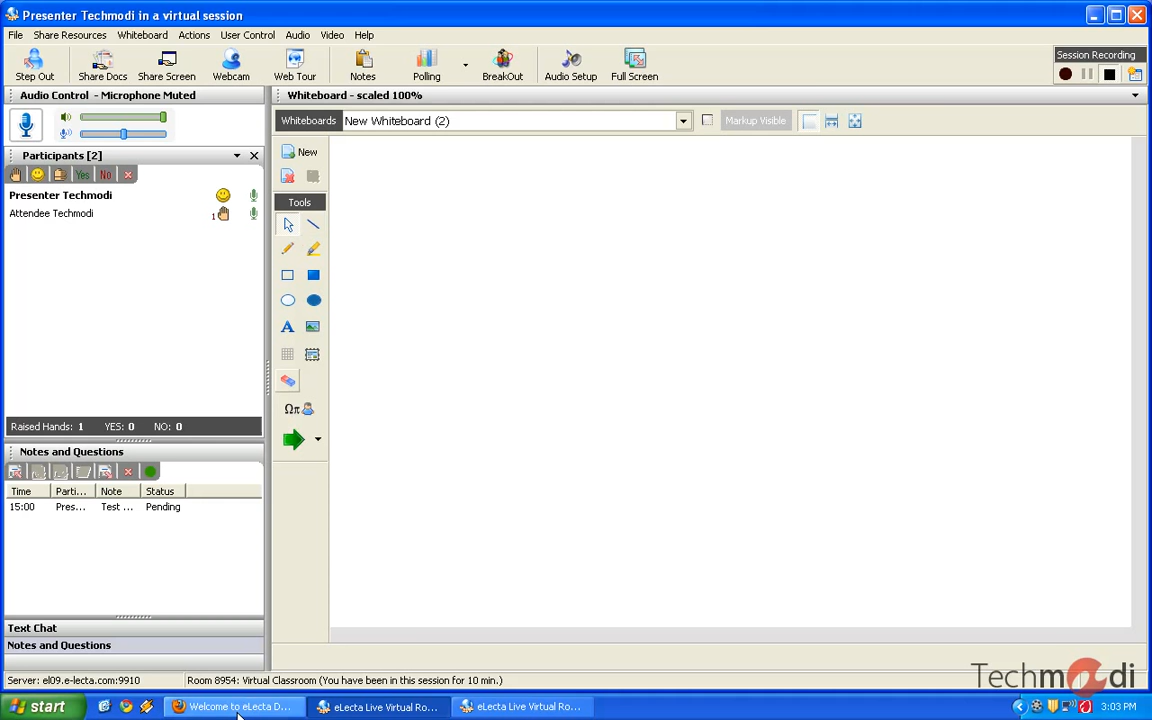 Presenter Techmodi in a virtual session
File Share Resources Whiteboard Actions User Control Audio Video Help
Step Out Share Docs Share Screen Webcam Web Tour Notes Polling BreakOut Audio Setup Full Screen
Session Recording
Audio Control - Microphone Muted
Whiteboard - scaled 100%
Whiteboards New Whiteboard (2) Markup Visible
Participants [2]
Yes No
Presenter Techmodi
Attendee Techmodi 1
New
Tools
A
Ωπ
Raised Hands: 1 YES: 0 NO: 0
Notes and Questions
Time Parti... Note Status
15:00 Pres... Test ... Pending
Text Chat
Notes and Questions
Server: el09.e-lecta.com:9910 Room 8954: Virtual Classroom (You have been in this session for 10 min.)
Techmodi
start Welcome to eLecta D... eLecta Live Virtual Ro... eLecta Live Virtual Ro... 3:03 PM